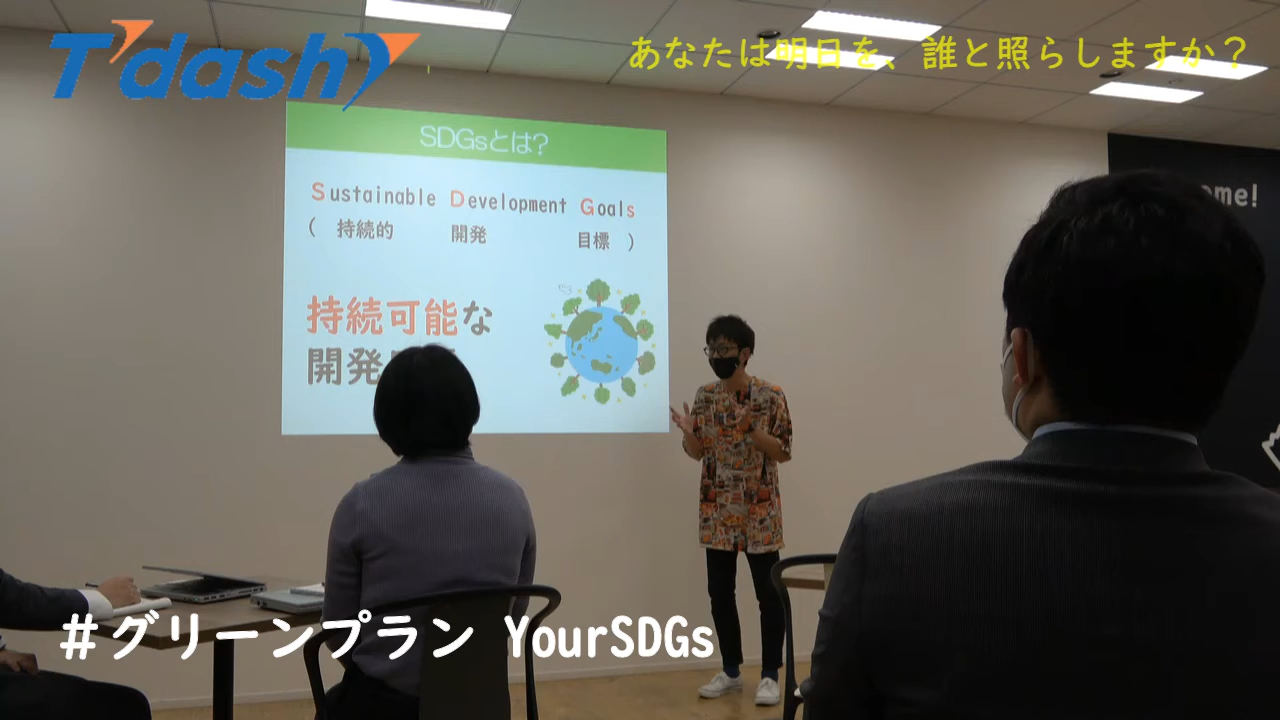 T'dash
あなたは明日を、誰と照らしますか？
SDGsとは?
Sustainable Development Goals
( 持続的 開発 目標 )
持続可能な
開発
ome!
#グリーンプラン YourSDGs